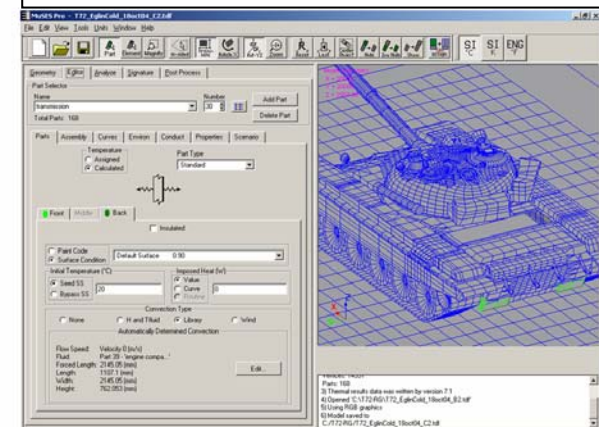 MuSES Pro - T72_EglinCold_18oct04_C2.tdf
File Edit View Tools Units Window Help
Part Element Magnify SI °C SI K ENG °F
Geometry Editor Analyze Signature Post Process
Part Selector
Name Number
transmission 30 Add Part
Total Parts: 168 Delete Part
Parts Assembly Curves Environ Conduct Properties Scenario
Temperature Part Type
Assigned Standard
Calculated
Front Middle Back
Insulated
Paint Code
Surface Condition Default Surface 0.90
Initial Temperature (°C) Imposed Heat (W)
Seed SS 20 Value 0
Bypass SS Curve
Routine
Convection Type
None H and Tfluid Library Wind
Automatically Determined Convection
Flow Speed: Velocity 0 (m/s)
Fluid: Part 39 - 'engine compa...'
Forced Length: 2145.05 (mm) Edit...
Length: 1107.1 (mm)
Width: 2145.05 (mm)
Height: 762.053 (mm)
Parts: 168
3) Thermal results data was written by version 7.1
4) Opened 'C:\T72-RG\T72_EglinCold_18oct04_B2.tdf'
5) Using RGB graphics
6) Model saved to
C:/T72-RG/T72_EglinCold_18oct04_C2.tdf